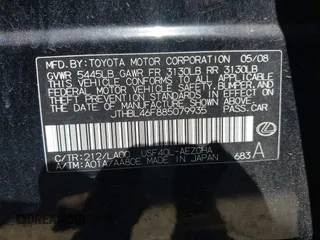 MFD.BY: TOYOTA MOTOR CORPORATION 05/08
GVWR 5445LB GAWR FR 3130LB RR 3130LB
THIS VEHICLE CONFORMS TO ALL APPLICABLE
FEDERAL MOTOR VEHICLE SAFETY, BUMPER,
AND THEFT PREVENTION STANDARDS IN EFFECT
ON THE DATE OF MANUFACTURE SHOWN ABOVE.
JTHBL46F885079935 PASS.CAR
C/TR:212/LA00 USF40L-AEZGHA
A/TM:A01A/AA80E MADE IN JAPAN 683 A